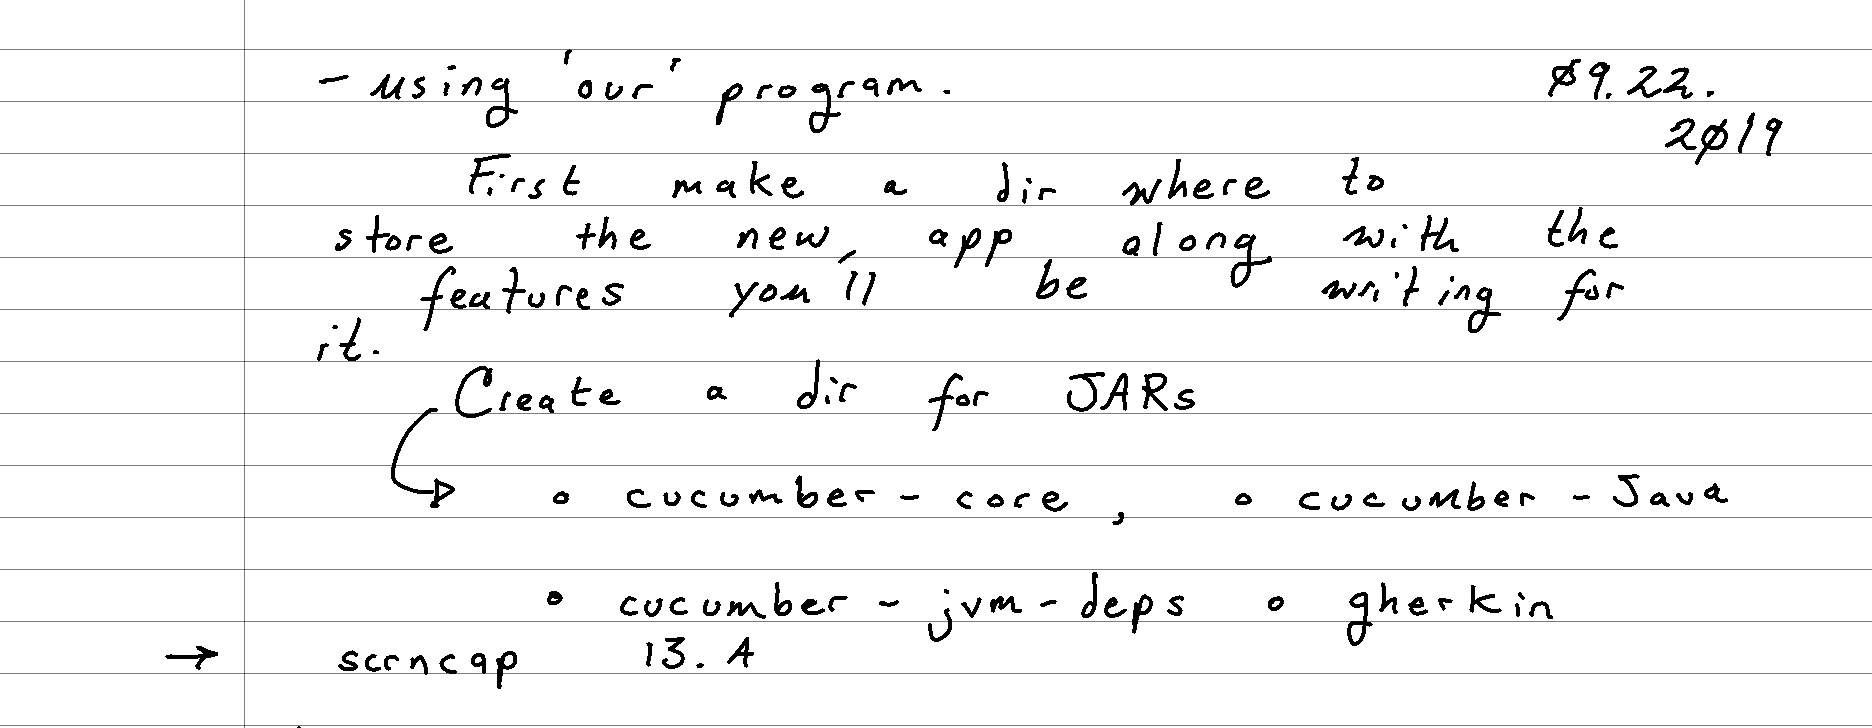 - using 'our' program. Ø9.22.
2Ø19
First make a dir where to
store the new app along with the
features you'll be writing for
it.
Create a dir for JARs
• cucumber-core, • cucumber-Java
• cucumber-jvm-deps • gherkin
→ scrncap 13.A